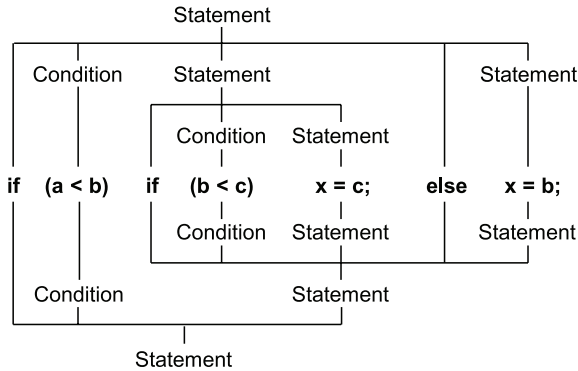 Statement
Condition Statement Statement
Condition Statement
if (a < b) if (b < c) x = c; else x = b;
Condition Statement Statement
Condition Statement
Statement